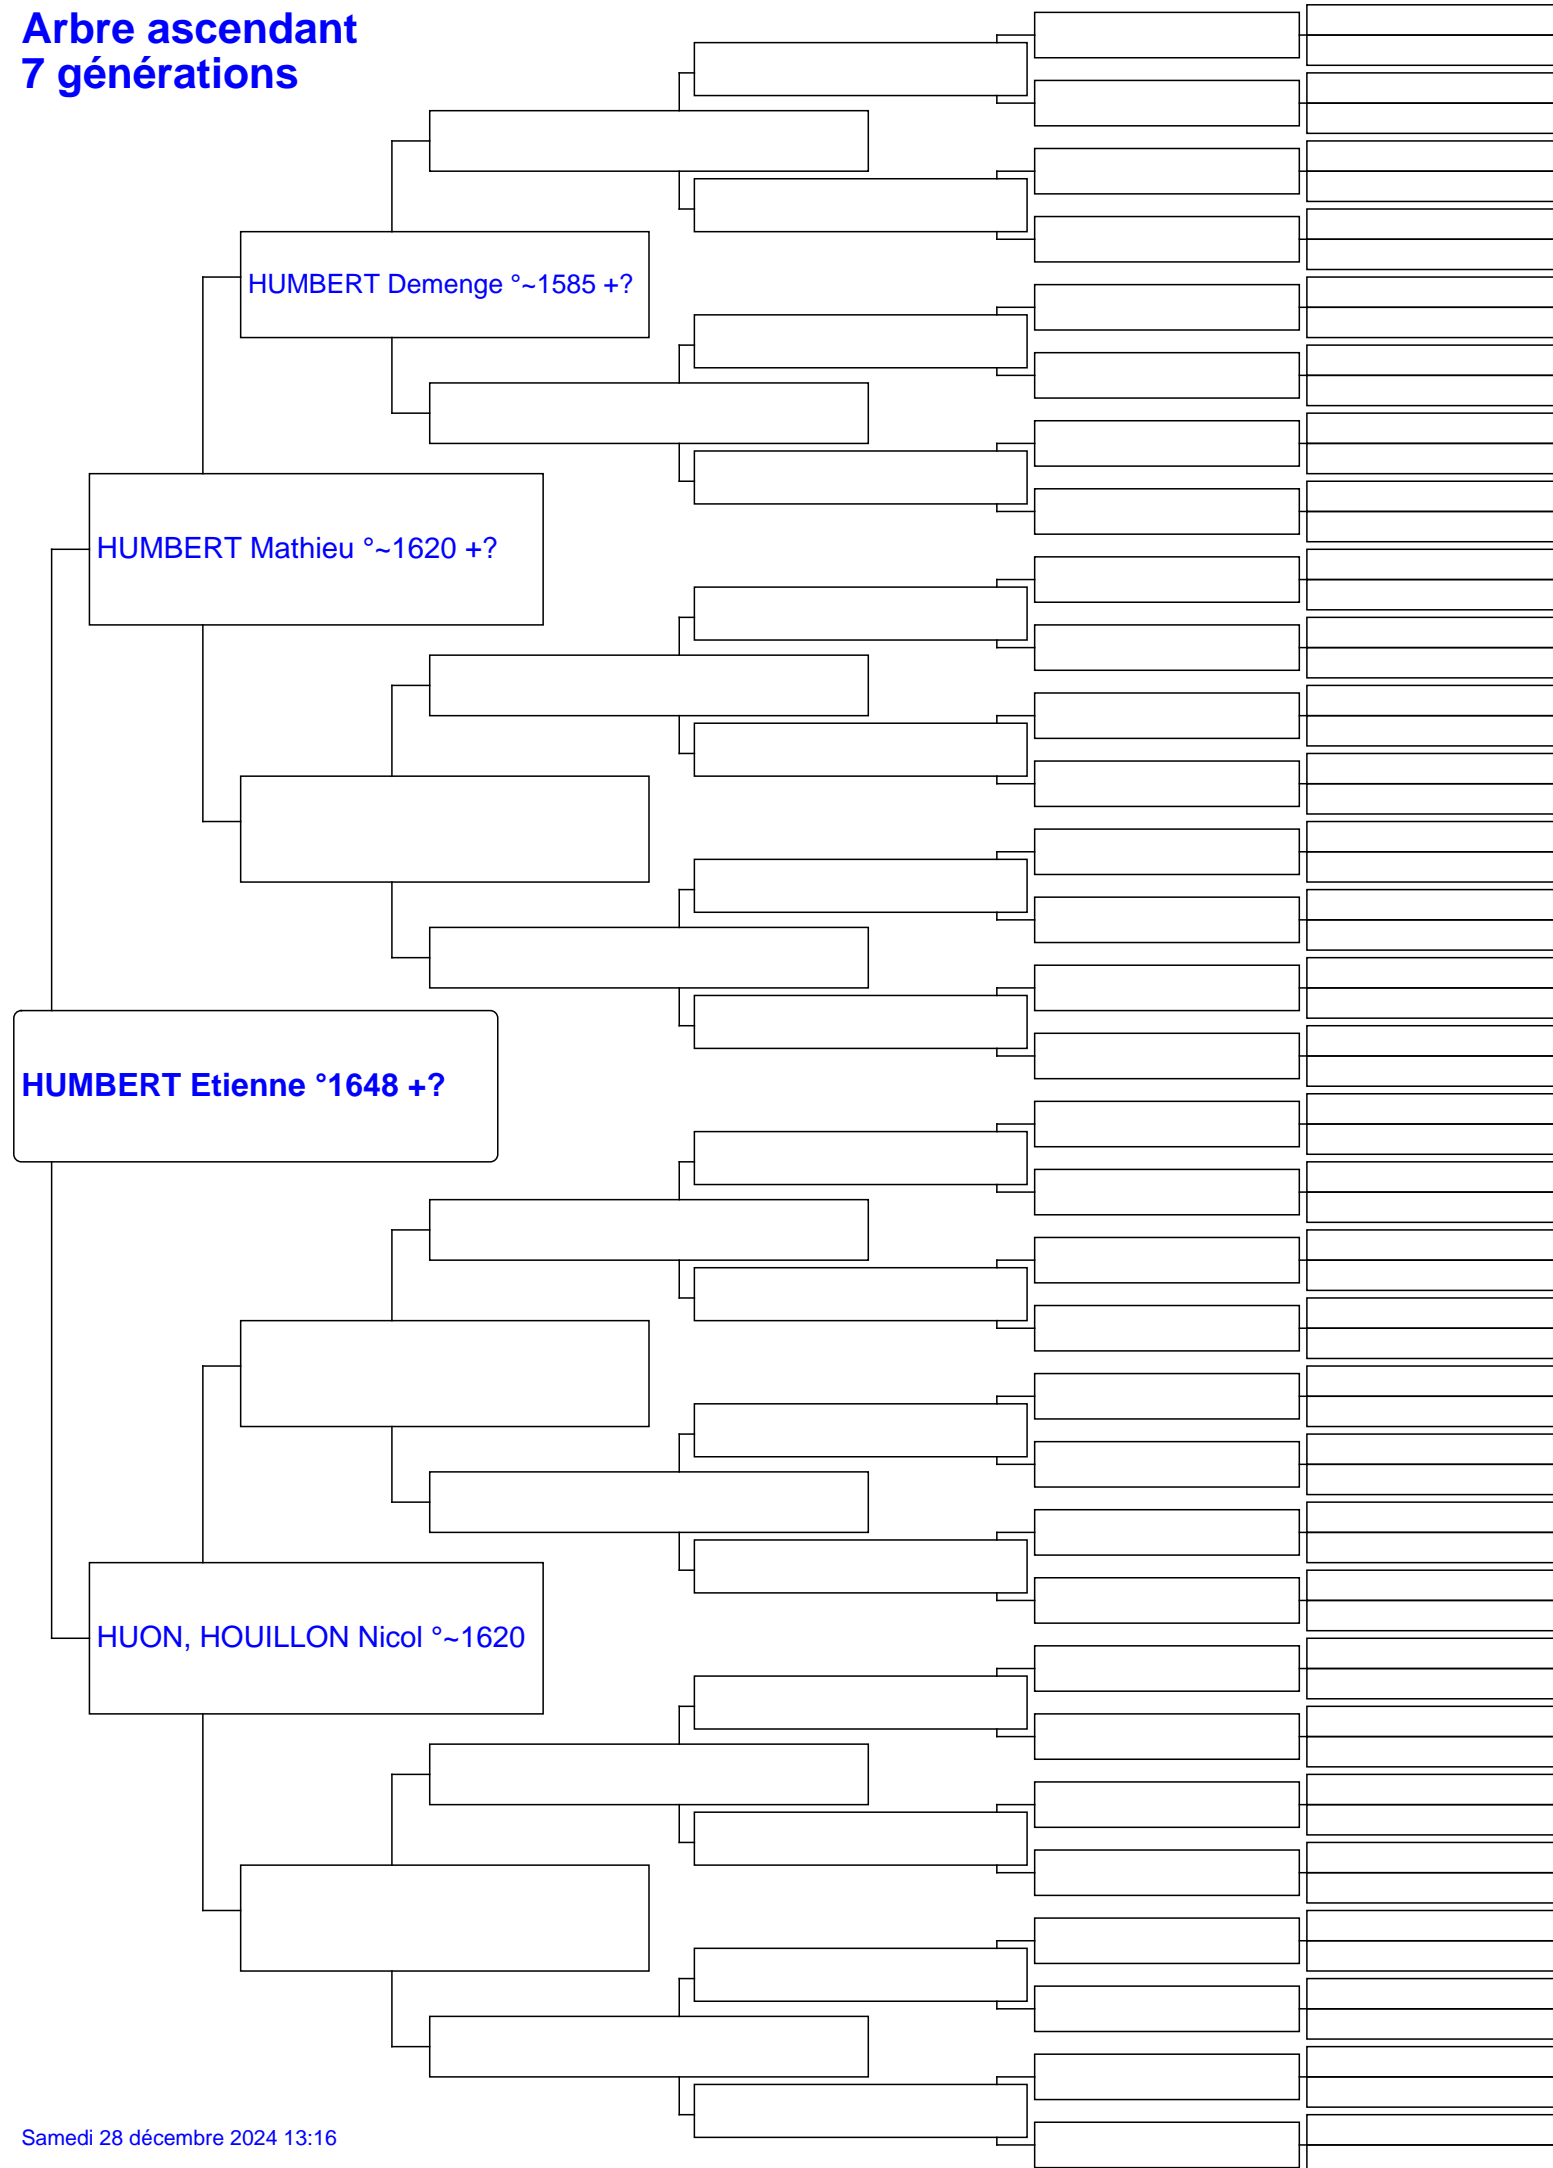 Arbre ascendant
7 générations
HUMBERT Demenge °~1585 +?
HUMBERT Mathieu °~1620 +?
HUMBERT Etienne °1648 +?
HUON, HOUILLON Nicol °~1620
Samedi 28 décembre 2024 13:16